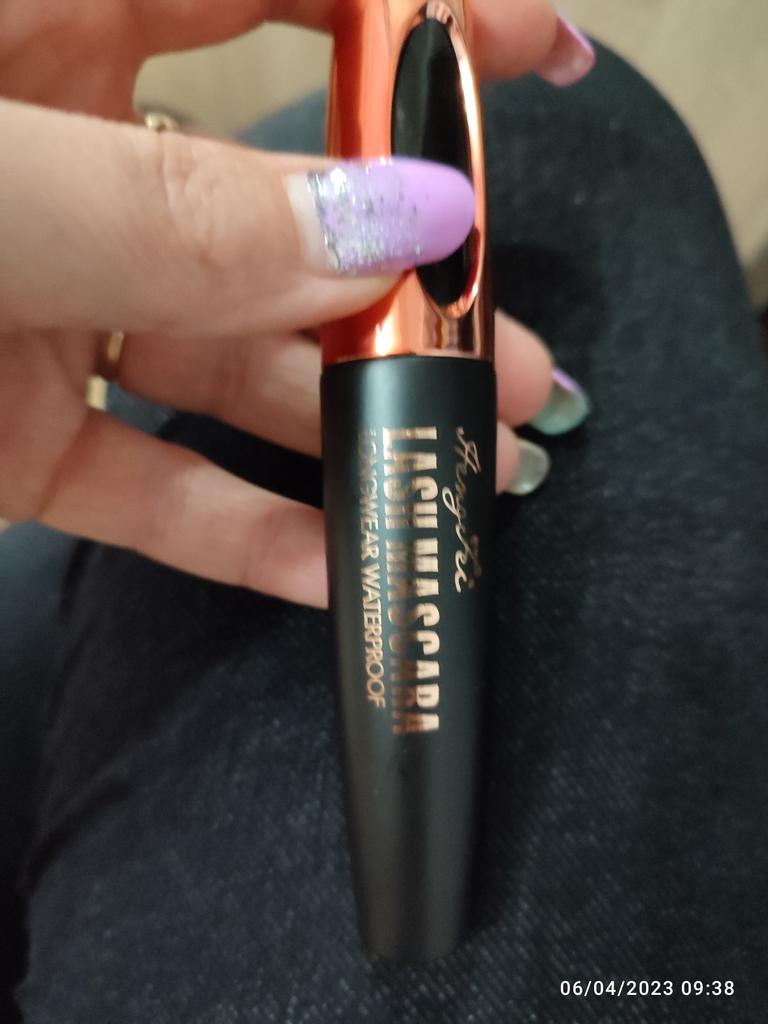 LASH MASCARA
LONGWEAR WATERPROOF
06/04/2023 09:38